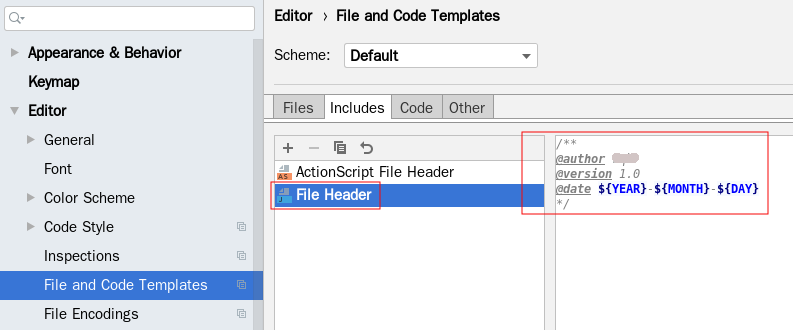 Editor › File and Code Templates
Appearance & Behavior
Keymap
Editor
General
Font
Color Scheme
Code Style
Inspections
File and Code Templates
File Encodings
Scheme: Default
Files Includes Code Other
AS ActionScript File Header
J File Header
/**
@author
@version 1.0
@date ${YEAR}-${MONTH}-${DAY}
*/